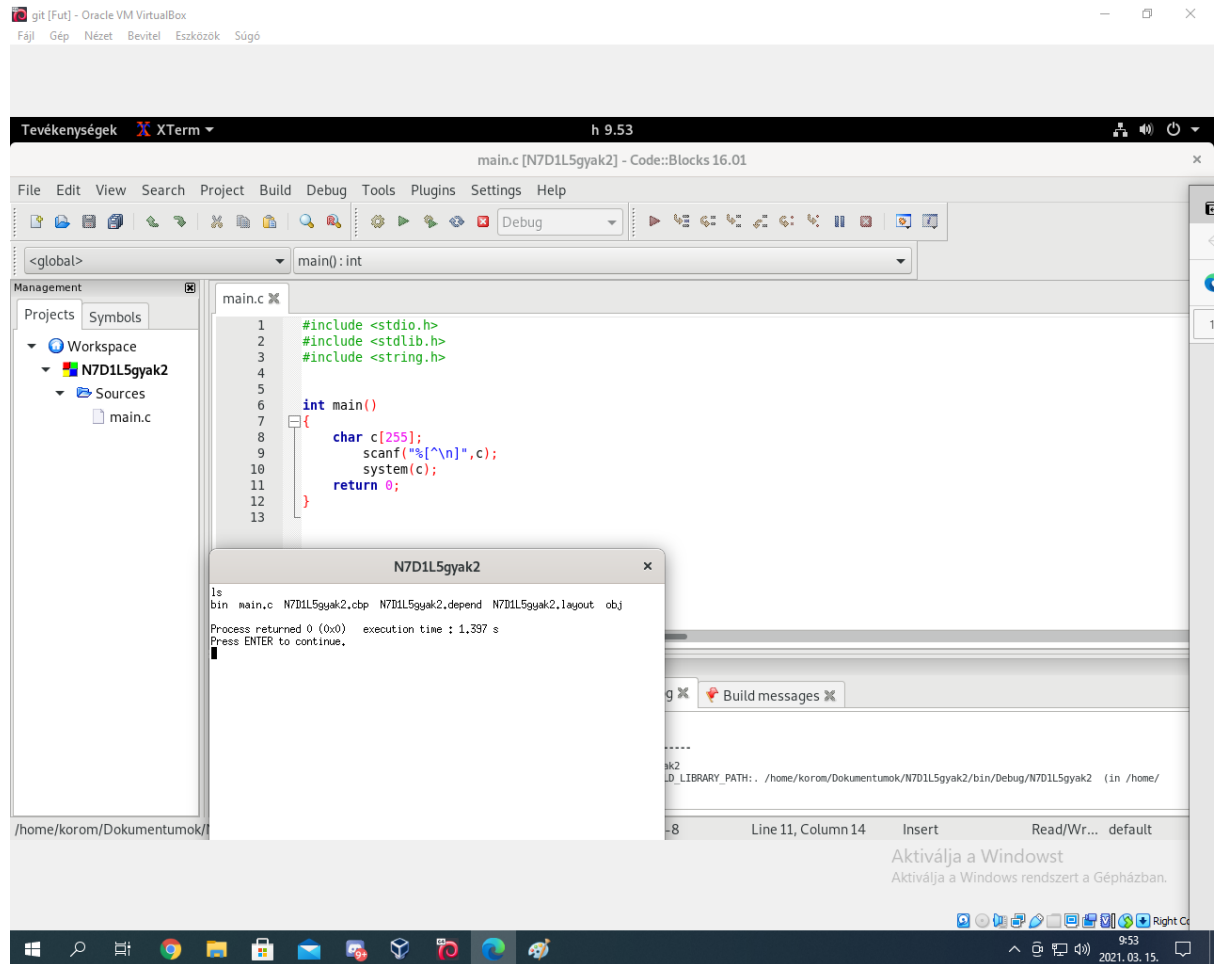 git [Fut] - Oracle VM VirtualBox
Fájl Gép Nézet Bevitel Eszközök Súgó
Tevékenységek XTerm h 9.53
main.c [N7D1L5gyak2] - Code::Blocks 16.01
File Edit View Search Project Build Debug Tools Plugins Settings Help
Debug
<global> main() : int
Management
Projects Symbols
Workspace
N7D1L5gyak2
Sources
main.c
main.c
1 #include <stdio.h>
2 #include <stdlib.h>
3 #include <string.h>
4
5
6 int main()
7 {
8 char c[255];
9 scanf("%[^\n]",c);
10 system(c);
11 return 0;
12 }
13
N7D1L5gyak2
ls
bin main.c N7D1L5gyak2.cbp N7D1L5gyak2.depend N7D1L5gyak2.layout obj
Process returned 0 (0x0) execution time : 1.397 s
Press ENTER to continue.
Build messages
-----
LD_LIBRARY_PATH:. /home/korom/Dokumentumok/N7D1L5gyak2/bin/Debug/N7D1L5gyak2 (in /home/
/home/korom/Dokumentumok/ -8 Line 11, Column 14 Insert Read/Wr... default
Aktiválja a Windowst
Aktiválja a Windows rendszert a Gépházban.
Right
9:53
2021. 03. 15.